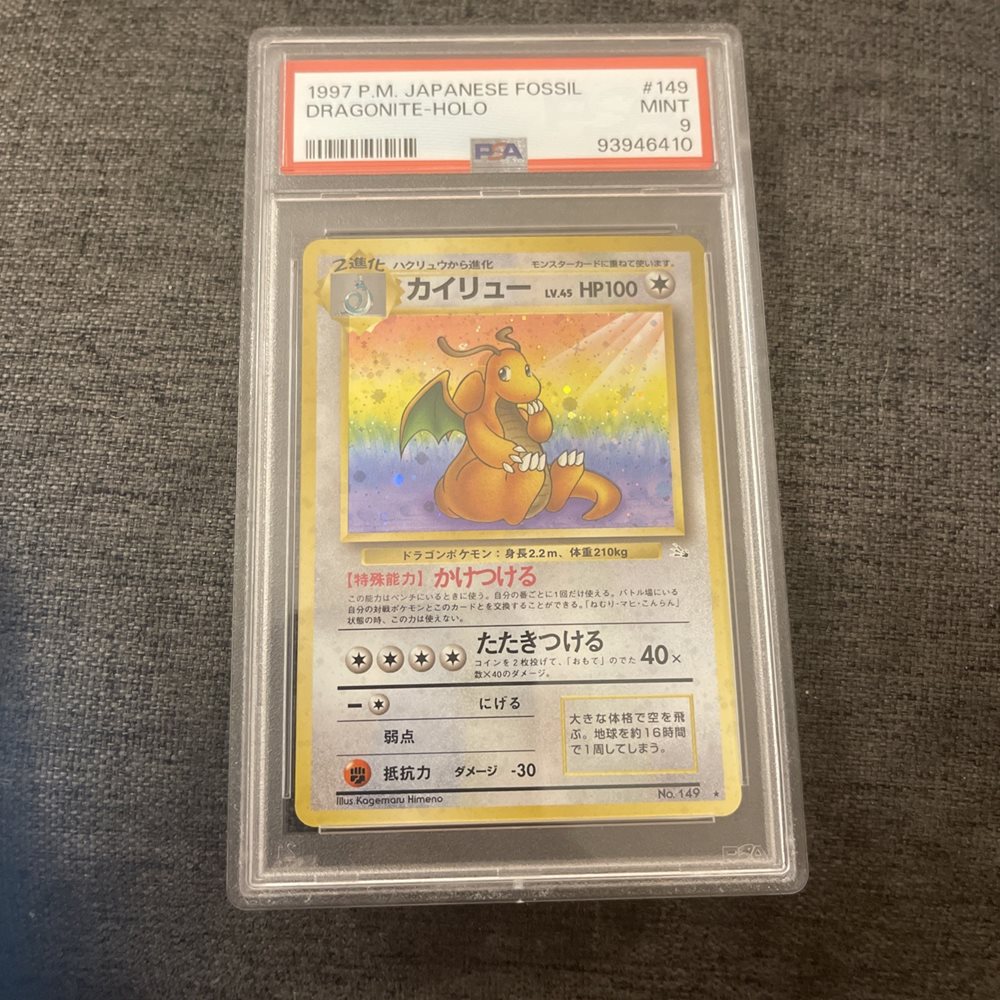 1997 P.M. JAPANESE FOSSIL #149
DRAGONITE-HOLO MINT
9
PSA 93946410
2進化 ハクリュウから進化 モンスターカードに重ねて使います。
カイリュー LV.45 HP100
ドラゴンポケモン：身長2.2m、体重210kg
【特殊能力】かけつける
この能力はベンチにいるときに使う。自分の番ごとに1回だけ使える。バトル場にいる
自分の対戦ポケモンとこのカードとを交換することができる。「ねむり・マヒ・こんらん」
状態の時、この力は使えない。
たたきつける
コインを2枚投げて、「おもて」のでた 40×
数×40のダメージ。
にげる
弱点
抵抗力 ダメージ -30
大きな体格で空を飛
ぶ。地球を約16時間
で1周してしまう。
Illus. Kagemaru Himeno
No. 149 ★
PSA